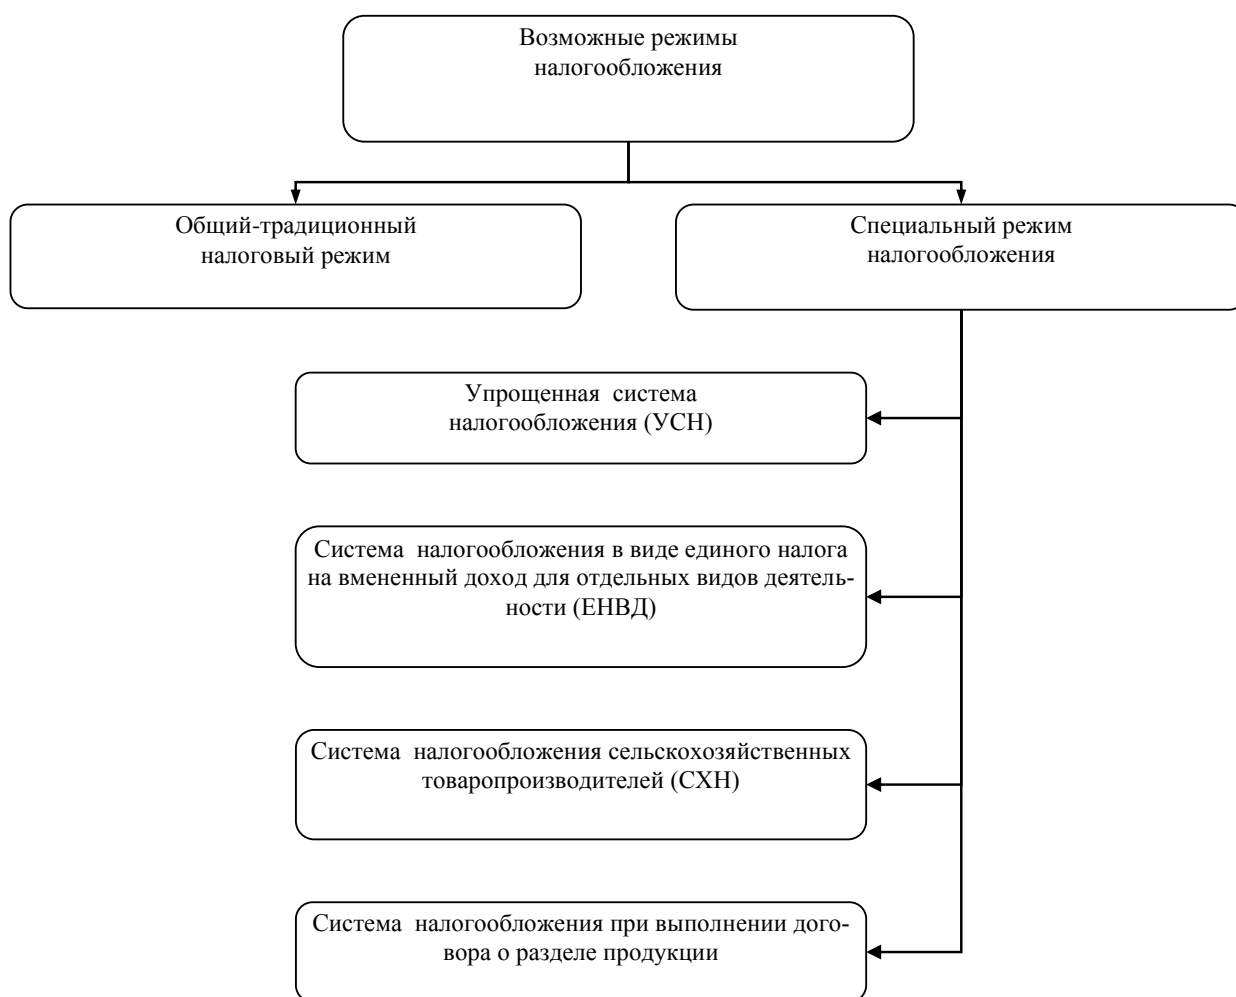 Возможные режимы
налогообложения
Общий-традиционный
налоговый режим
Специальный режим
налогообложения
Упрощенная система
налогообложения (УСН)
Система налогообложения в виде единого налога
на вмененный доход для отдельных видов деятель-
ности (ЕНВД)
Система налогообложения сельскохозяйственных
товаропроизводителей (СХН)
Система налогообложения при выполнении дого-
вора о разделе продукции